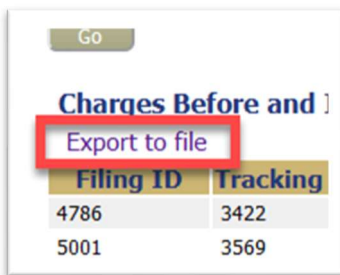 Go
Charges Before and
Export to file
Filing ID Tracking
4786 3422
5001 3569